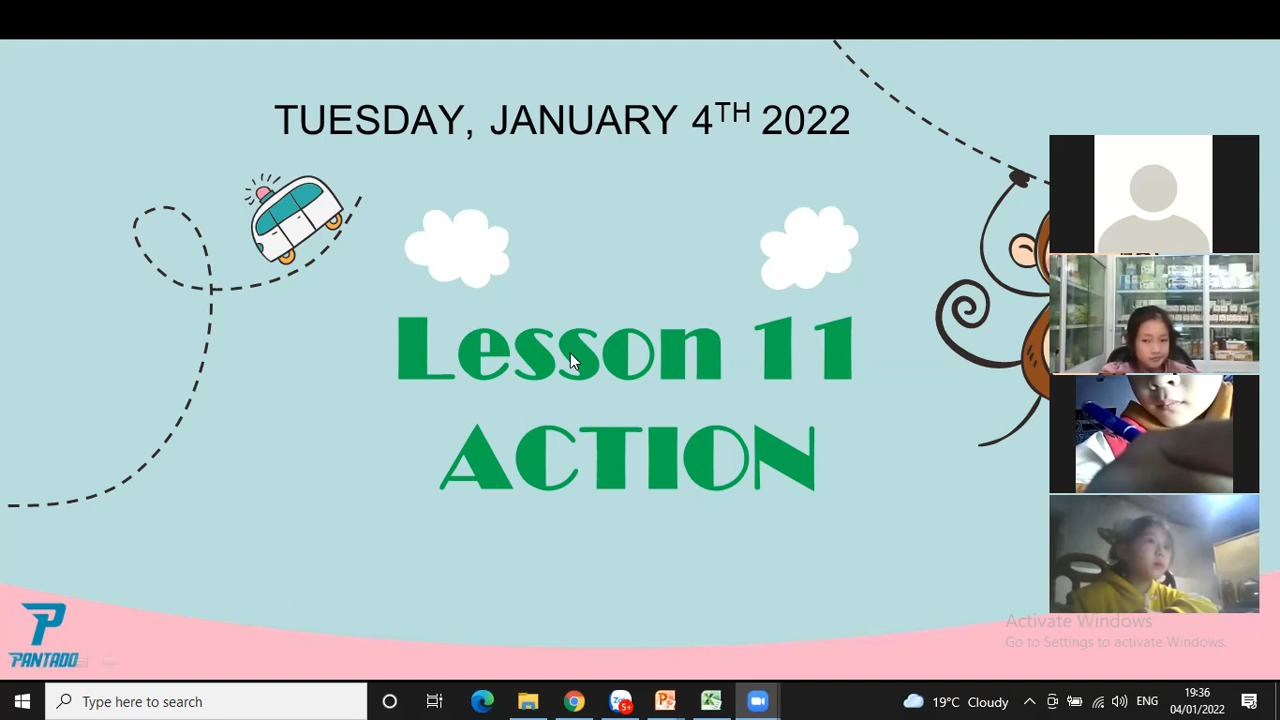 TUESDAY, JANUARY 4TH 2022
Lesson 11
ACTION
PANTADO
Activate Windows
Go to Settings to activate Windows.
Type here to search
5+
19°C Cloudy
ENG
19:36
04/01/2022